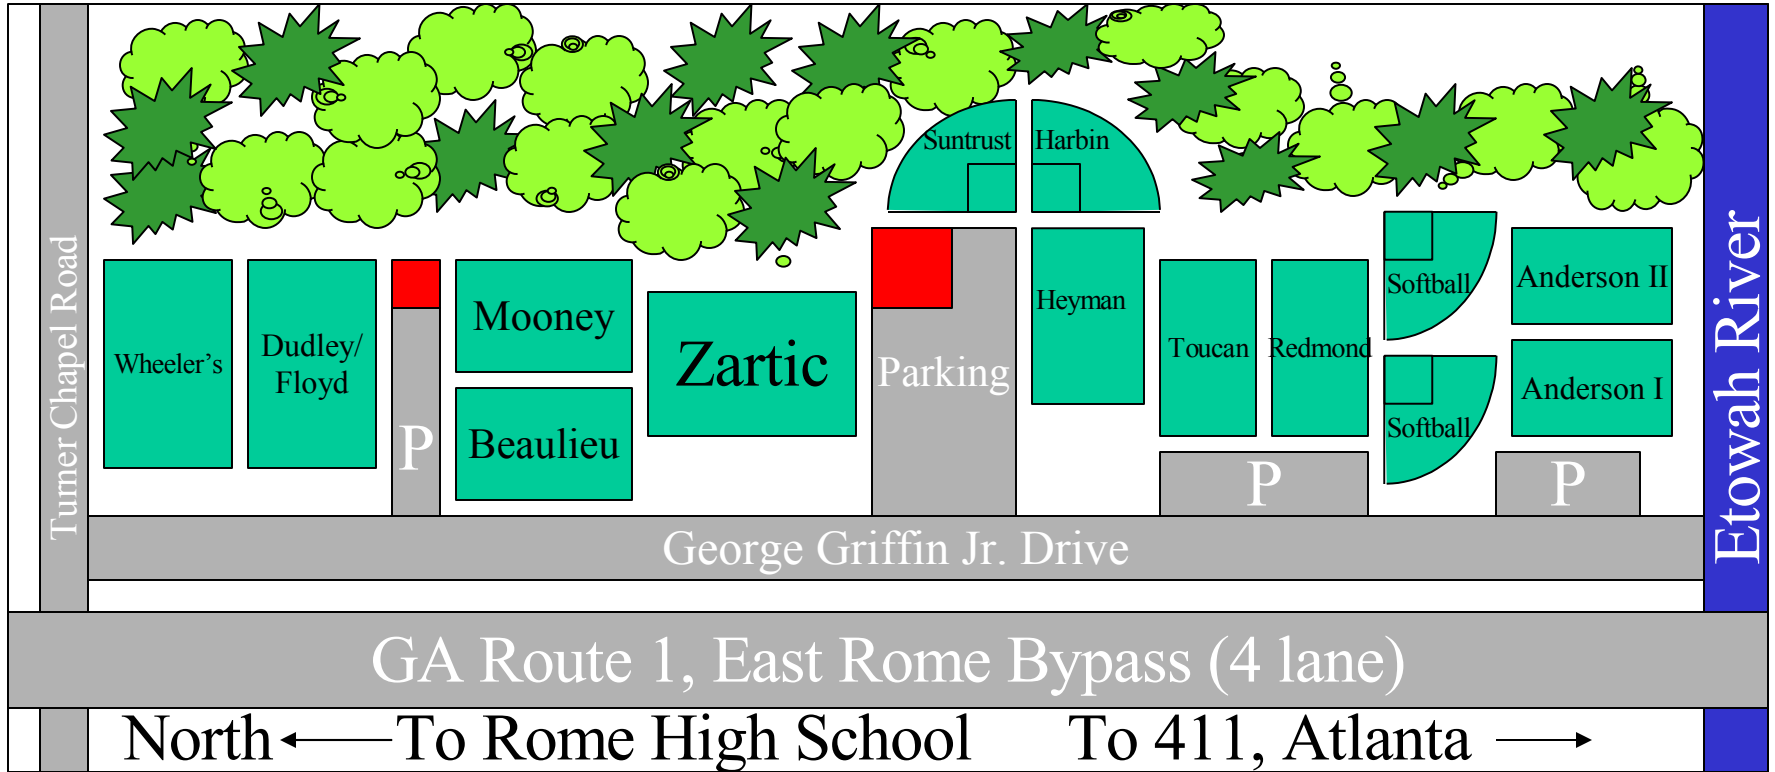 Suntrust
Harbin
Turner Chapel Road
Wheeler's
Dudley/
Floyd
P
Mooney
Beaulieu
Zartic
Parking
Heyman
Toucan
Redmond
P
Softball
Softball
Anderson II
Anderson I
P
Etowah River
George Griffin Jr. Drive
GA Route 1, East Rome Bypass (4 lane)
North To Rome High School To 411, Atlanta